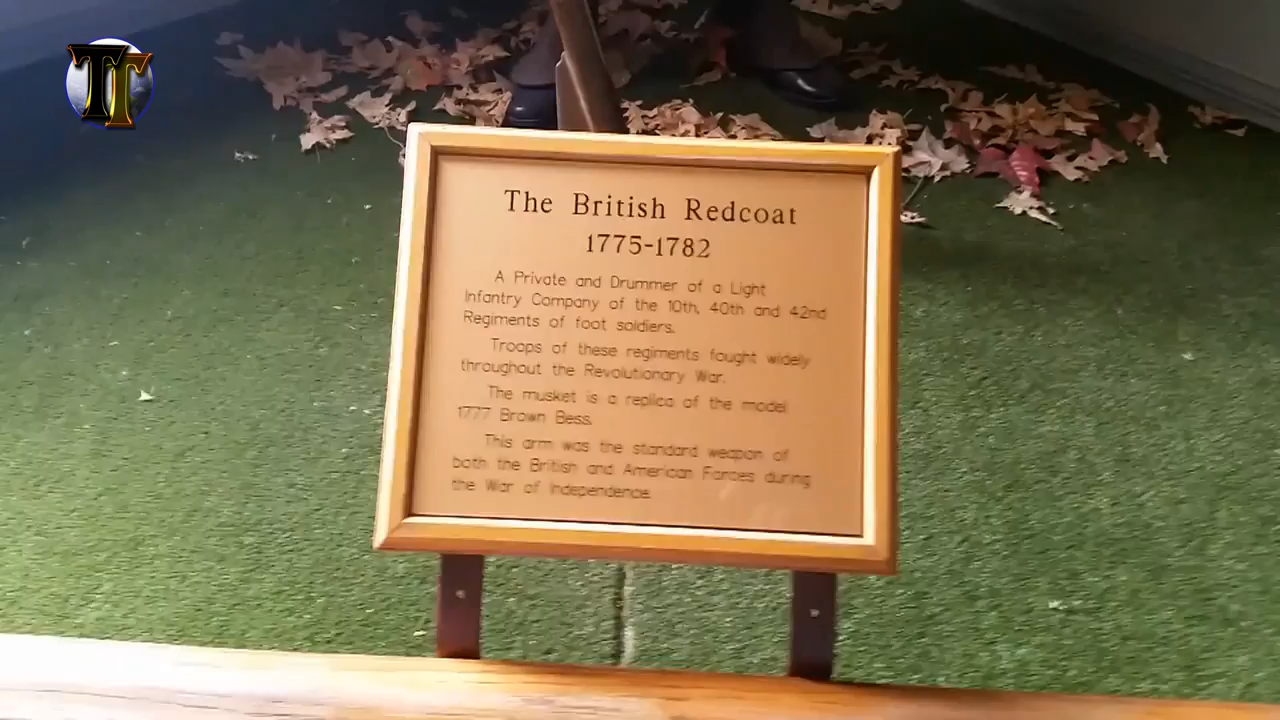 TT
The British Redcoat
1775-1782
A Private and Drummer of a Light
Infantry Company of the 10th, 40th and 42nd
Regiments of foot soldiers.
Troops of these regiments fought widely
throughout the Revolutionary War.
The musket is a replica of the model
1777 Brown Bess.
This arm was the standard weapon of
both the British and American Forces during
the War of Independence.